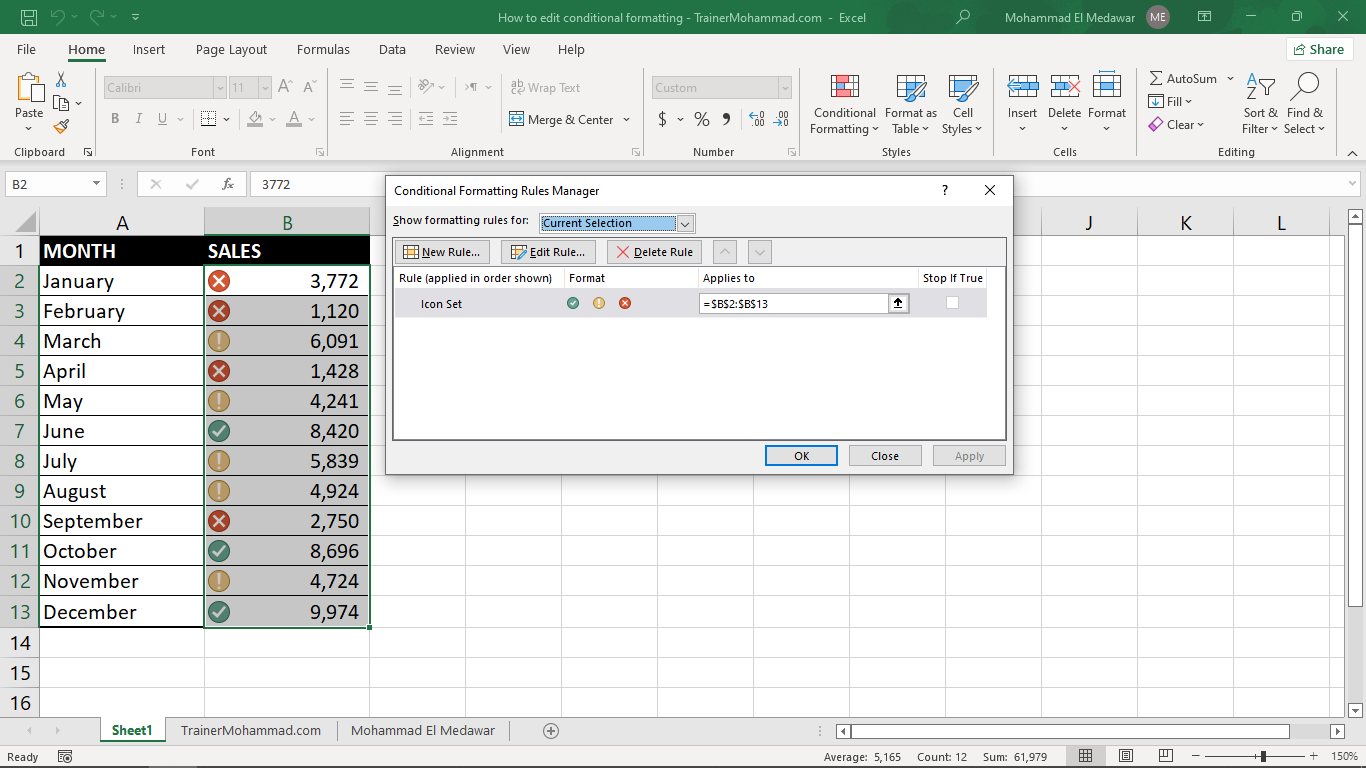 How to edit conditional formatting - TrainerMohammad.com - Excel
Mohammad El Medawar ME
File Home Insert Page Layout Formulas Data Review View Help Share
Paste
Calibri 11
Wrap Text
Custom
Conditional Formatting
Format as Table
Cell Styles
Insert
Delete
Format
AutoSum
Sort & Filter
Find & Select
B I U
Merge & Center
$ % 9
Fill
Clear
Clipboard Font Alignment Number Styles Cells Editing
B2 fx 3772
Conditional Formatting Rules Manager ?
Show formatting rules for: Current Selection
New Rule... Edit Rule... Delete Rule
Rule (applied in order shown) Format Applies to Stop If True
Icon Set =$B$2:$B$13
OK Close Apply
A B J K L
1 MONTH SALES
2 January 3,772
3 February 1,120
4 March 6,091
5 April 1,428
6 May 4,241
7 June 8,420
8 July 5,839
9 August 4,924
10 September 2,750
11 October 8,696
12 November 4,724
13 December 9,974
14
15
16
Sheet1 TrainerMohammad.com Mohammad El Medawar
Ready Average: 5,165 Count: 12 Sum: 61,979 150%